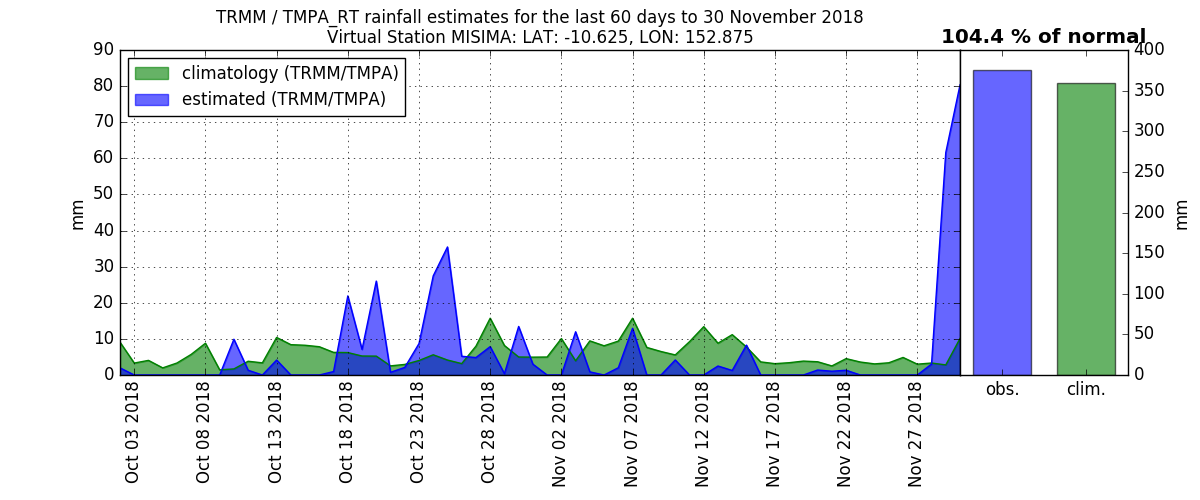 TRMM / TMPA_RT rainfall estimates for the last 60 days to 30 November 2018
Virtual Station MISIMA: LAT: -10.625, LON: 152.875
104.4 % of normal
climatology (TRMM/TMPA)
estimated (TRMM/TMPA)
90
80
70
60
50
40
30
20
10
0
mm
Oct 03 2018
Oct 08 2018
Oct 13 2018
Oct 18 2018
Oct 23 2018
Oct 28 2018
Nov 02 2018
Nov 07 2018
Nov 12 2018
Nov 17 2018
Nov 22 2018
Nov 27 2018
obs.
clim.
400
350
300
250
200
150
100
50
0
mm